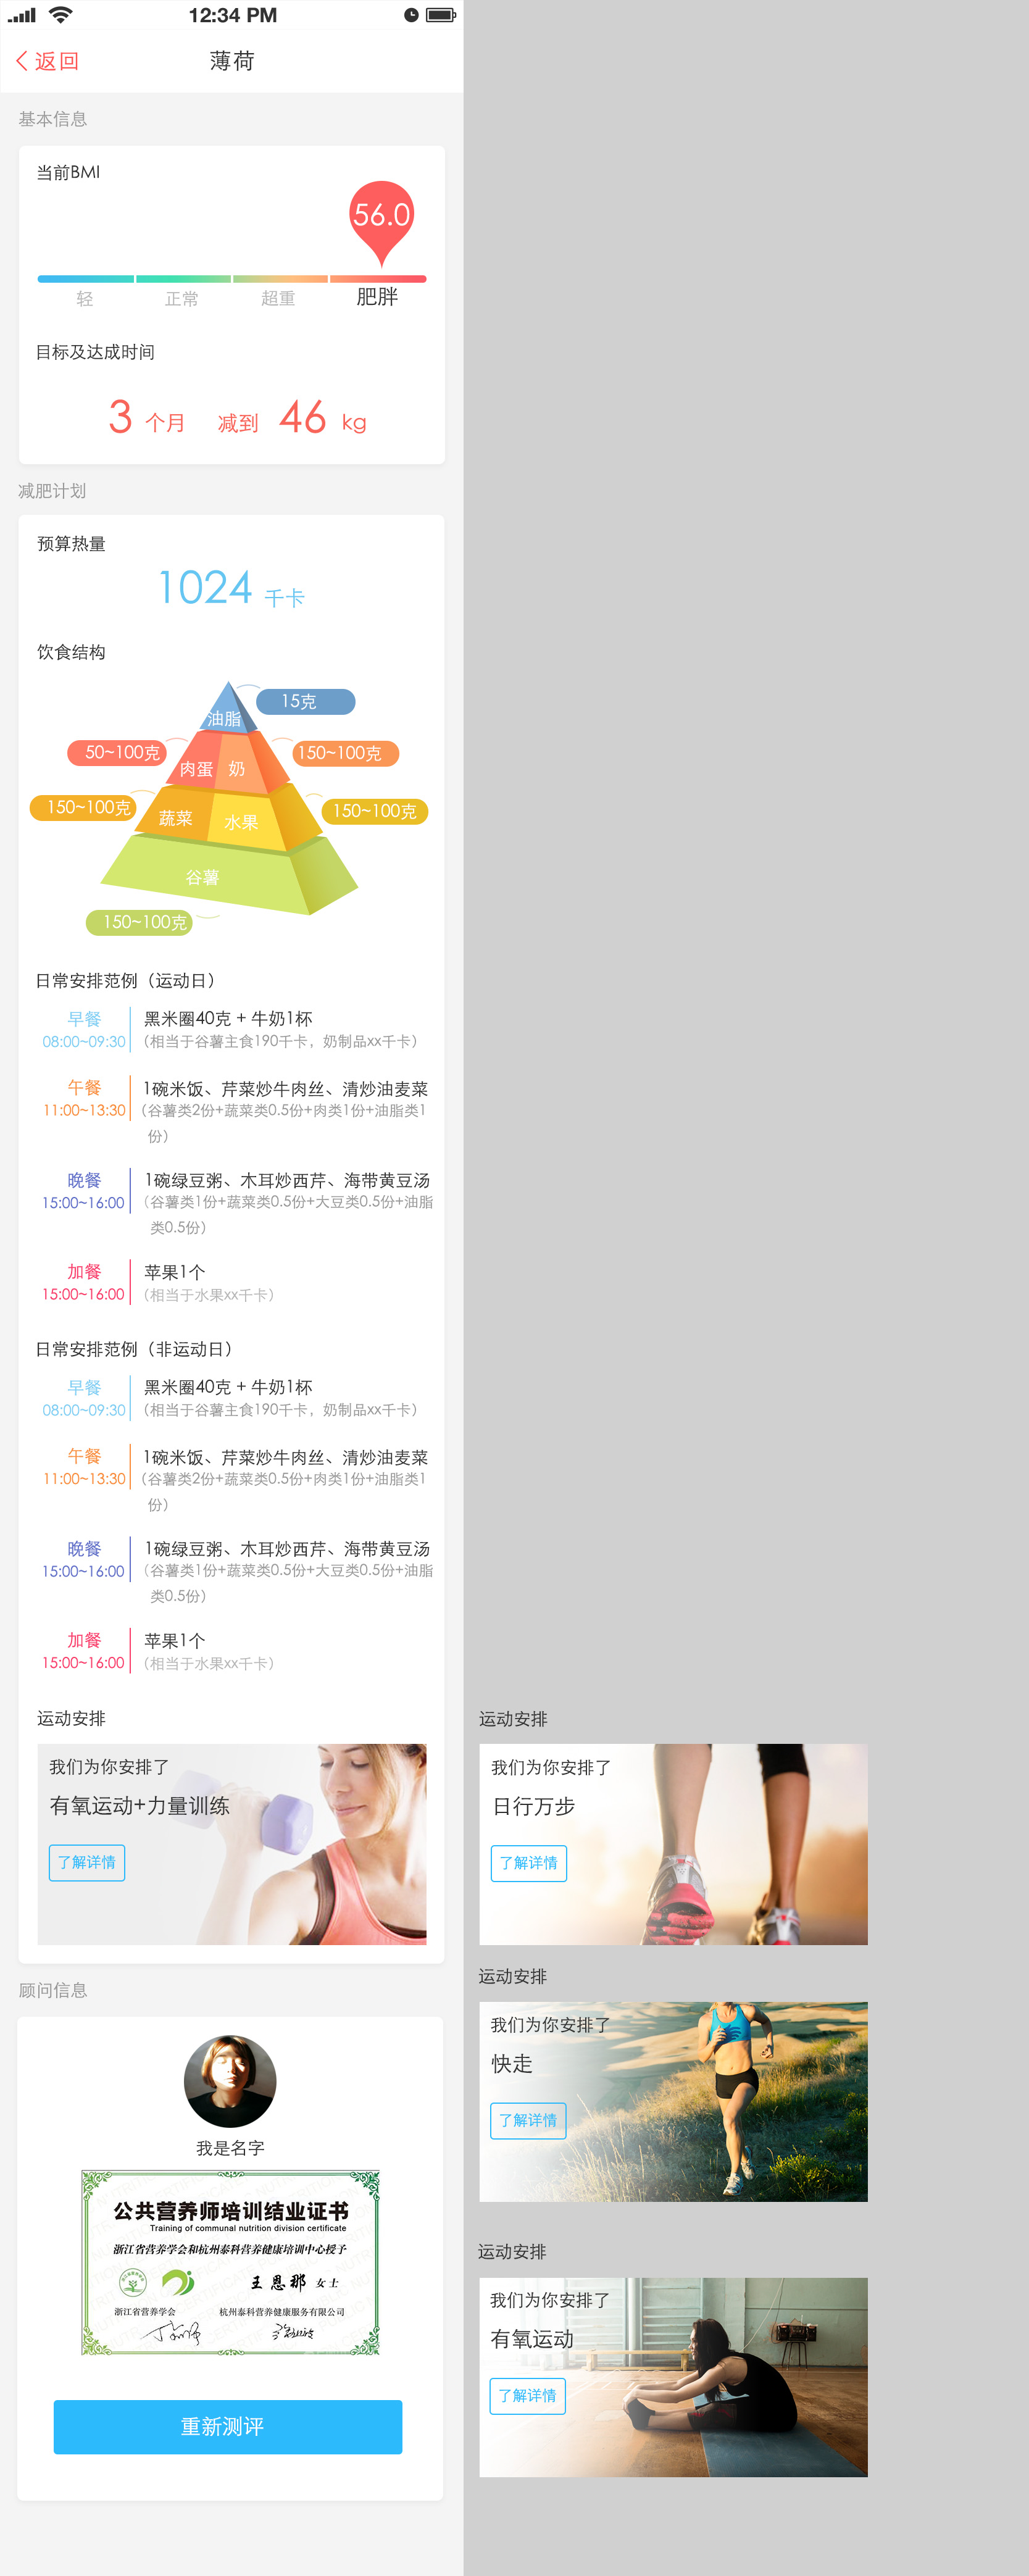 12:34 PM
返回
薄荷
基本信息
当前BMI
56.0
轻
正常
超重
肥胖
目标及达成时间
3 个月 减到 46 kg
减肥计划
预算热量
1024 千卡
饮食结构
15克
油脂
50~100克
150~100克
肉蛋
奶
150~100克
150~100克
蔬菜
水果
谷薯
150~100克
日常安排范例（运动日）
早餐
08:00~09:30
黑米圈40克 + 牛奶1杯
（相当于谷薯主食190千卡，奶制品xx千卡）
午餐
11:00~13:30
1碗米饭、芹菜炒牛肉丝、清炒油麦菜
（谷薯类2份+蔬菜类0.5份+肉类1份+油脂类1
份）
晚餐
15:00~16:00
1碗绿豆粥、木耳炒西芹、海带黄豆汤
（谷薯类1份+蔬菜类0.5份+大豆类0.5份+油脂
类0.5份）
加餐
15:00~16:00
苹果1个
（相当于水果xx千卡）
日常安排范例（非运动日）
早餐
08:00~09:30
黑米圈40克 + 牛奶1杯
（相当于谷薯主食190千卡，奶制品xx千卡）
午餐
11:00~13:30
1碗米饭、芹菜炒牛肉丝、清炒油麦菜
（谷薯类2份+蔬菜类0.5份+肉类1份+油脂类1
份）
晚餐
15:00~16:00
1碗绿豆粥、木耳炒西芹、海带黄豆汤
（谷薯类1份+蔬菜类0.5份+大豆类0.5份+油脂
类0.5份）
加餐
15:00~16:00
苹果1个
（相当于水果xx千卡）
运动安排
我们为你安排了
有氧运动+力量训练
了解详情
顾问信息
我是名字
公共营养师培训结业证书
Training of communal nutrition division certificate
浙江省营养学会和杭州泰科营养健康培训中心授予
王恩那 女士
浙江省营养学会
杭州泰科营养健康服务有限公司
重新测评
运动安排
我们为你安排了
日行万步
了解详情
运动安排
我们为你安排了
快走
了解详情
运动安排
我们为你安排了
有氧运动
了解详情